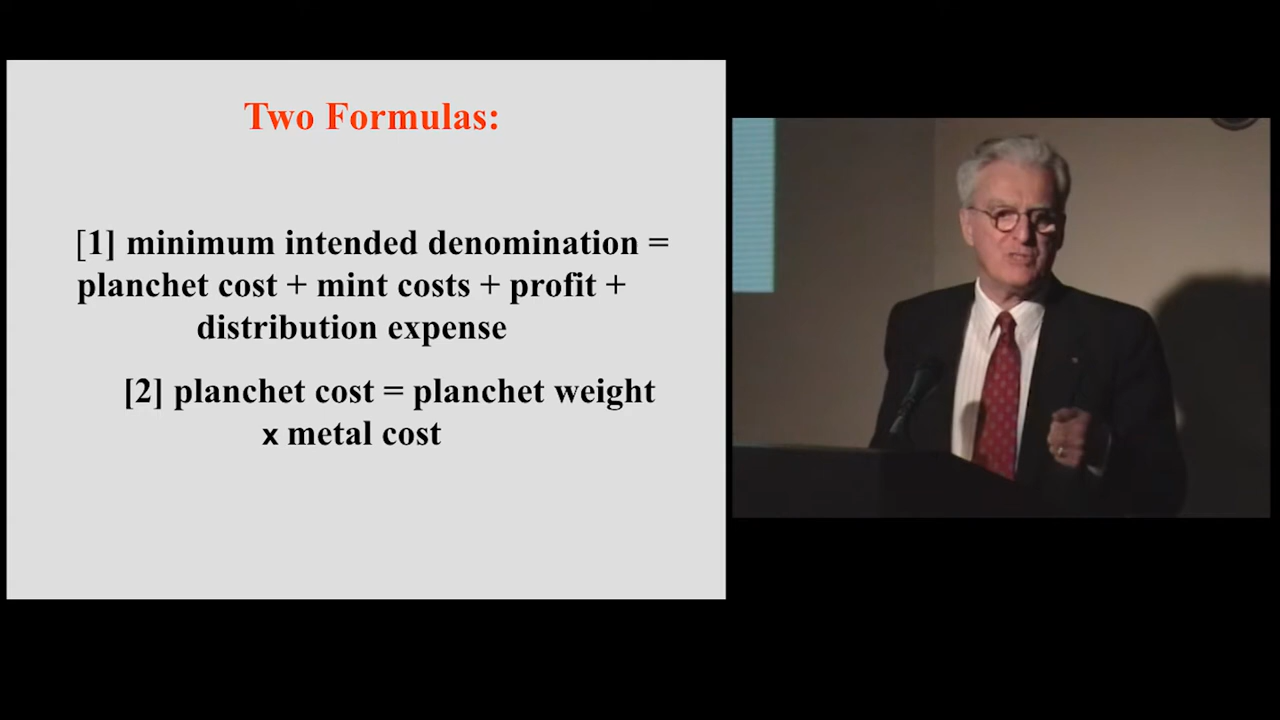 Two Formulas:
[1] minimum intended denomination =
planchet cost + mint costs + profit +
distribution expense
[2] planchet cost = planchet weight
x metal cost